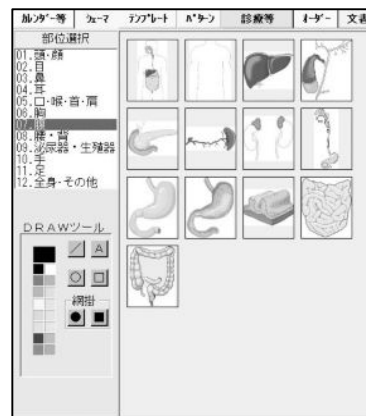 ｶﾚﾝﾀﾞｰ等 ｼｪｰﾏ ﾃﾝﾌﾟﾚｰﾄ ﾊﾟﾀｰﾝ 診療等 ｵｰﾀﾞｰ 文書
部位選択
01.頭・顔
02.目
03.鼻
04.耳
05.口・喉・首・肩
06.胸
07.腹
08.腰・背
09.泌尿器・生殖器
10.手
11.足
12.全身・その他
DRAWツール
A
網掛